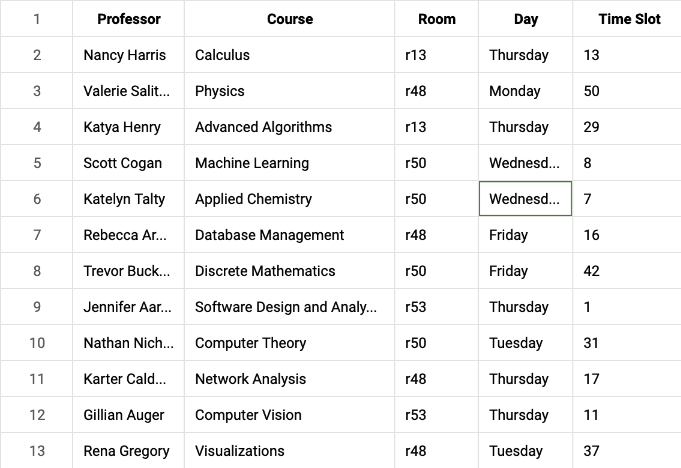 1 Professor Course Room Day Time Slot
2 Nancy Harris Calculus r13 Thursday 13
3 Valerie Salit... Physics r48 Monday 50
4 Katya Henry Advanced Algorithms r13 Thursday 29
5 Scott Cogan Machine Learning r50 Wednesd... 8
6 Katelyn Talty Applied Chemistry r50 Wednesd... 7
7 Rebecca Ar... Database Management r48 Friday 16
8 Trevor Buck... Discrete Mathematics r50 Friday 42
9 Jennifer Aar... Software Design and Analy... r53 Thursday 1
10 Nathan Nich... Computer Theory r50 Tuesday 31
11 Karter Cald... Network Analysis r48 Thursday 17
12 Gillian Auger Computer Vision r53 Thursday 11
13 Rena Gregory Visualizations r48 Tuesday 37